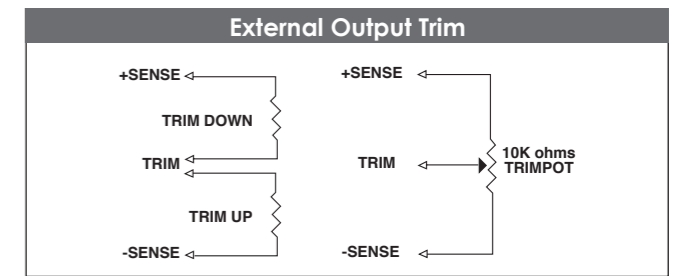 External Output Trim
+SENSE
TRIM DOWN
TRIM
TRIM UP
-SENSE
+SENSE
TRIM
10K ohms
TRIMPOT
-SENSE